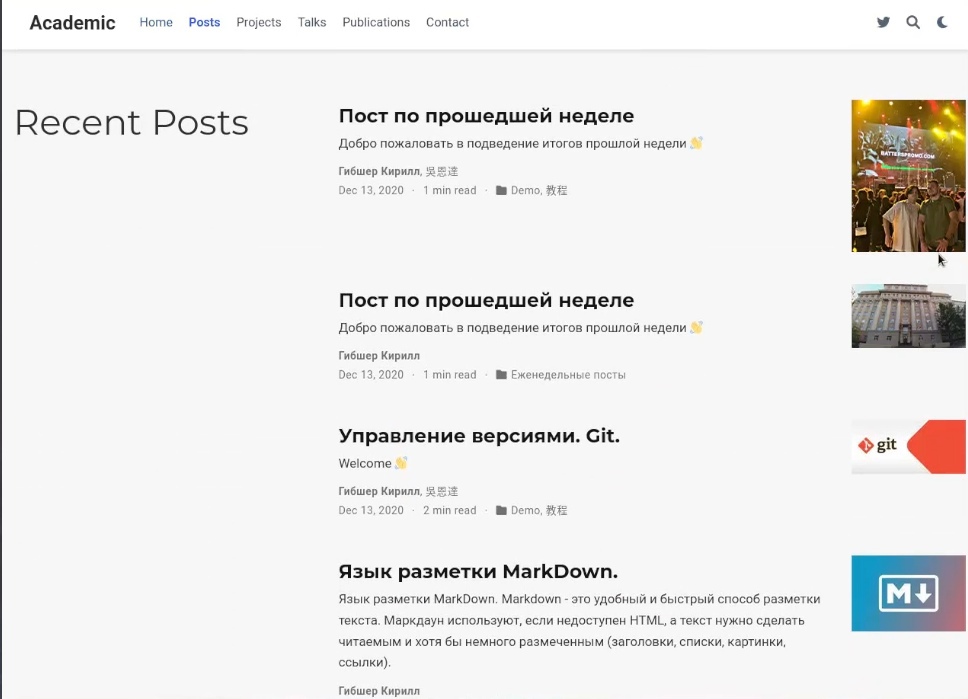 Academic Home Posts Projects Talks Publications Contact
Recent Posts
Пост по прошедшей неделе
Добро пожаловать в подведение итогов прошлой недели 👋
Гибшер Кирилл, 吳恩達
Dec 13, 2020 · 1 min read · Demo, 教程
BATTERSPROMO.COM
Пост по прошедшей неделе
Добро пожаловать в подведение итогов прошлой недели 👋
Гибшер Кирилл
Dec 13, 2020 · 1 min read · Еженедельные посты
Управление версиями. Git.
Welcome 👋
Гибшер Кирилл, 吳恩達
Dec 13, 2020 · 2 min read · Demo, 教程
git
Язык разметки MarkDown.
Язык разметки MarkDown. Markdown - это удобный и быстрый способ разметки
текста. Маркдаун используют, если недоступен HTML, а текст нужно сделать
читаемым и хотя бы немного размеченным (заголовки, списки, картинки,
ссылки).
Гибшер Кирилл
M